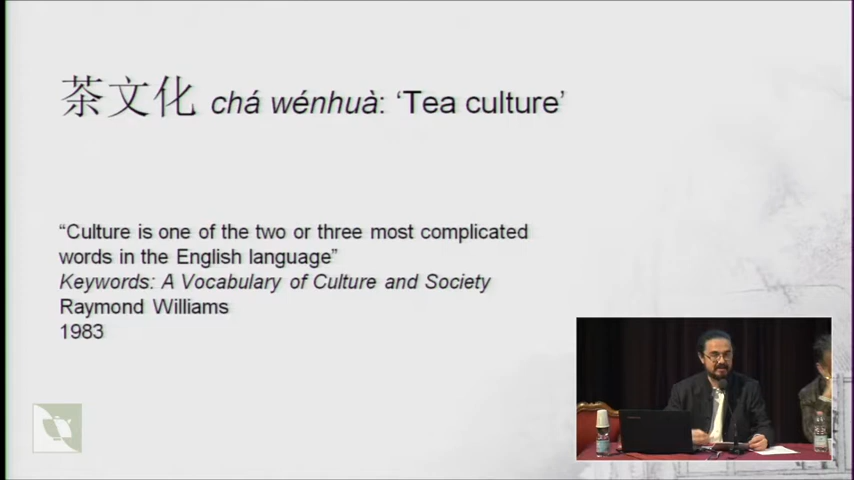 茶文化 chá wénhuà: ‘Tea culture’
“Culture is one of the two or three most complicated
words in the English language”
Keywords: A Vocabulary of Culture and Society
Raymond Williams
1983